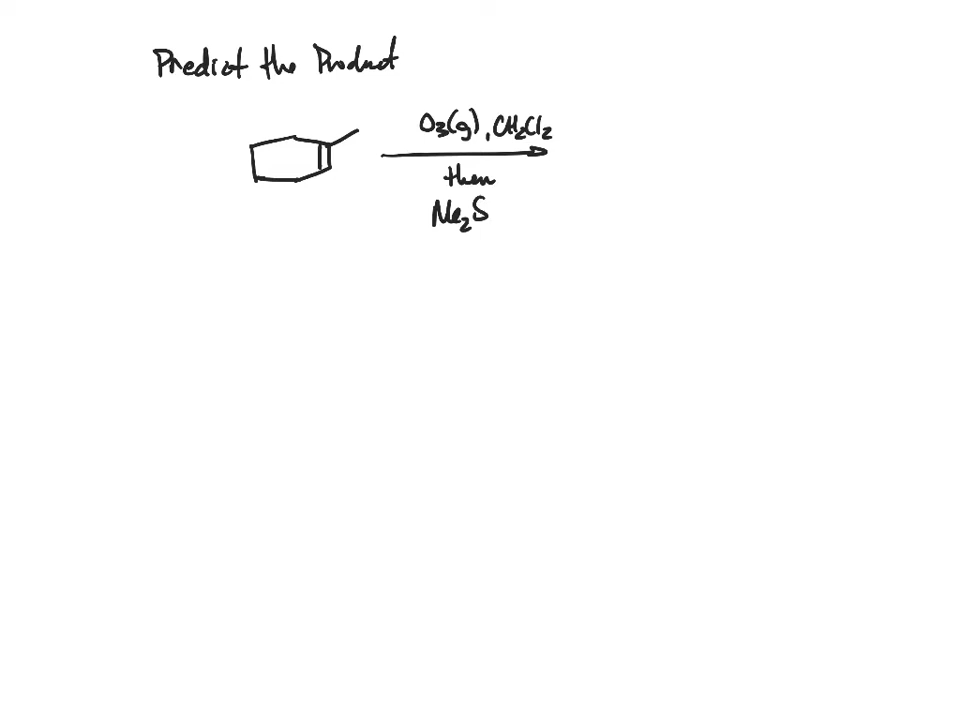 Predict the Product
O₃(g), CH₂Cl₂
then
Me₂S